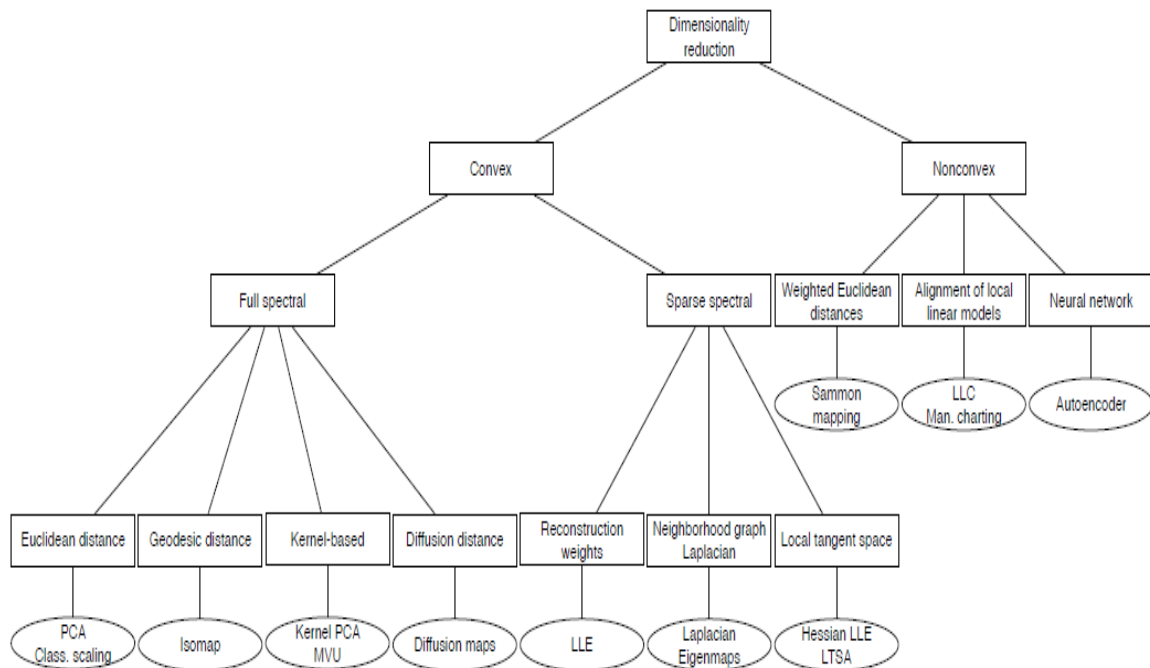 Dimensionality
reduction
Convex
Nonconvex
Full spectral
Sparse spectral
Weighted Euclidean
distances
Alignment of local
linear models
Neural network
Sammon
mapping
LLC
Man. charting
Autoencoder
Euclidean distance
Geodesic distance
Kernel-based
Diffusion distance
Reconstruction
weights
Neighborhood graph
Laplacian
Local tangent space
PCA
Class. scaling
Isomap
Kernel PCA
MVU
Diffusion maps
LLE
Laplacian
Eigenmaps
Hessian LLE
LTSA